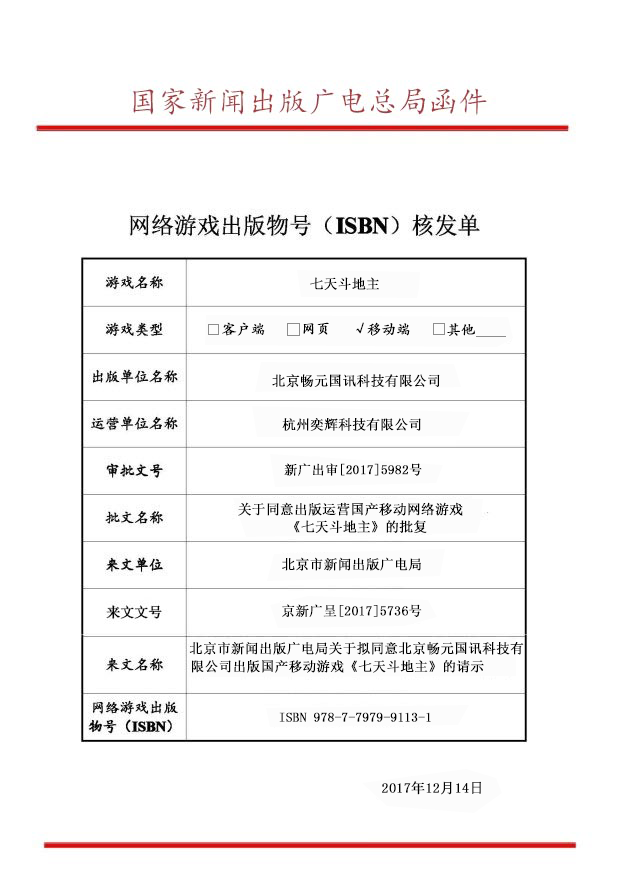 国家新闻出版广电总局函件
网络游戏出版物号（ISBN）核发单
游戏名称 七天斗地主
游戏类型 □客户端 □网页 √移动端 □其他____
出版单位名称 北京畅元国讯科技有限公司
运营单位名称 杭州奕辉科技有限公司
审批文号 新广出审[2017]5982号
批文名称 关于同意出版运营国产移动网络游戏
《七天斗地主》的批复
来文单位 北京市新闻出版广电局
来文文号 京新广呈[2017]5736号
来文名称 北京市新闻出版广电局关于拟同意北京畅元国讯科技有
限公司出版国产移动游戏《七天斗地主》的请示
网络游戏出版
物号（ISBN） ISBN 978-7-7979-9113-1
2017年12月14日